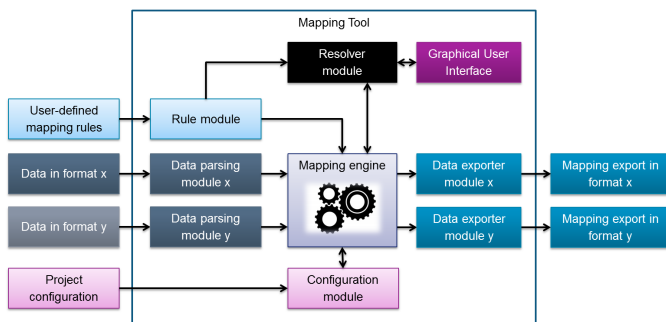 Mapping Tool
Resolver
module
Graphical User
Interface
User-defined
mapping rules
Rule module
Mapping engine
Data in format x
Data parsing
module x
Data exporter
module x
Mapping export in
format x
Data in format y
Data parsing
module y
Data exporter
module y
Mapping export in
format y
Project
configuration
Configuration
module